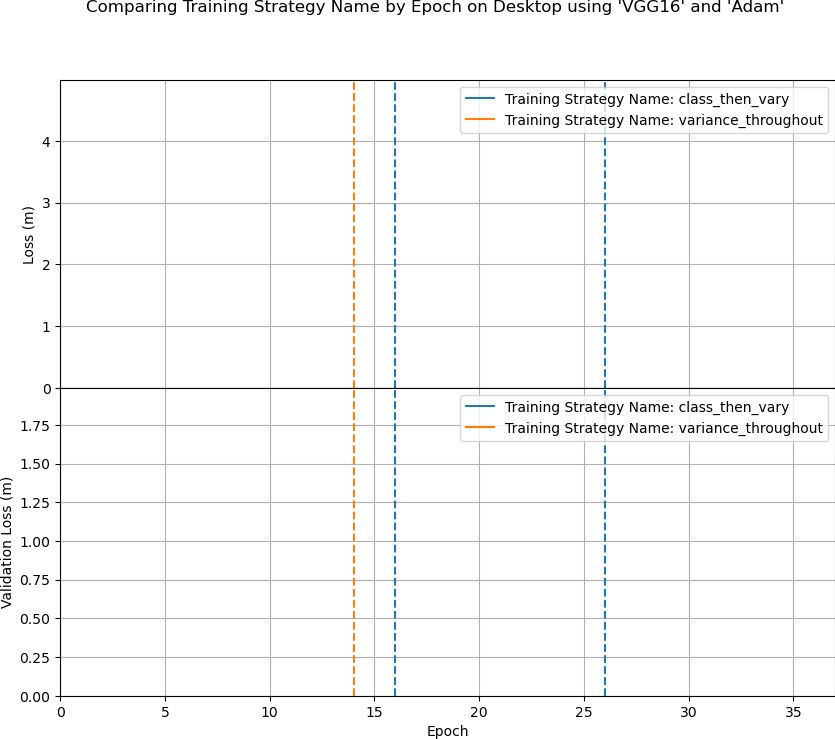 Comparing Training Strategy Name by Epoch on Desktop using 'VGG16' and 'Adam'
Training Strategy Name: class_then_vary
Training Strategy Name: variance_throughout
4
3
2
1
0
Loss (m)
Training Strategy Name: class_then_vary
Training Strategy Name: variance_throughout
1.75
1.50
1.25
1.00
0.75
0.50
0.25
0.00
Validation Loss (m)
0 5 10 15 20 25 30 35
Epoch